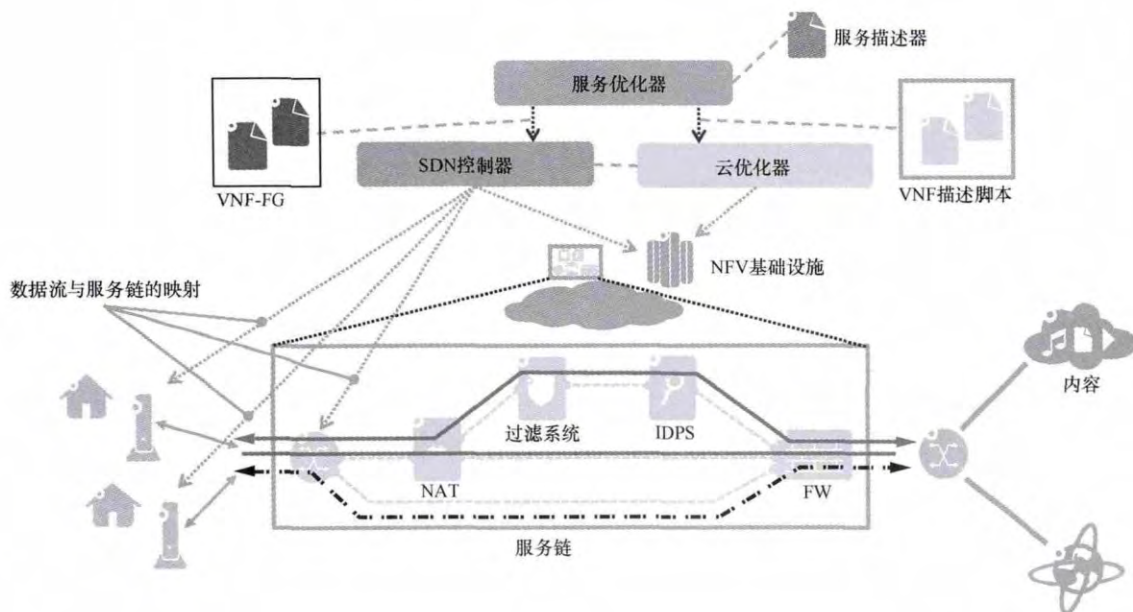 服务描述器
服务优化器
SDN控制器
云优化器
VNF-FG
VNF描述脚本
NFV基础设施
数据流与服务链的映射
内容
过滤系统
IDPS
NAT
FW
服务链